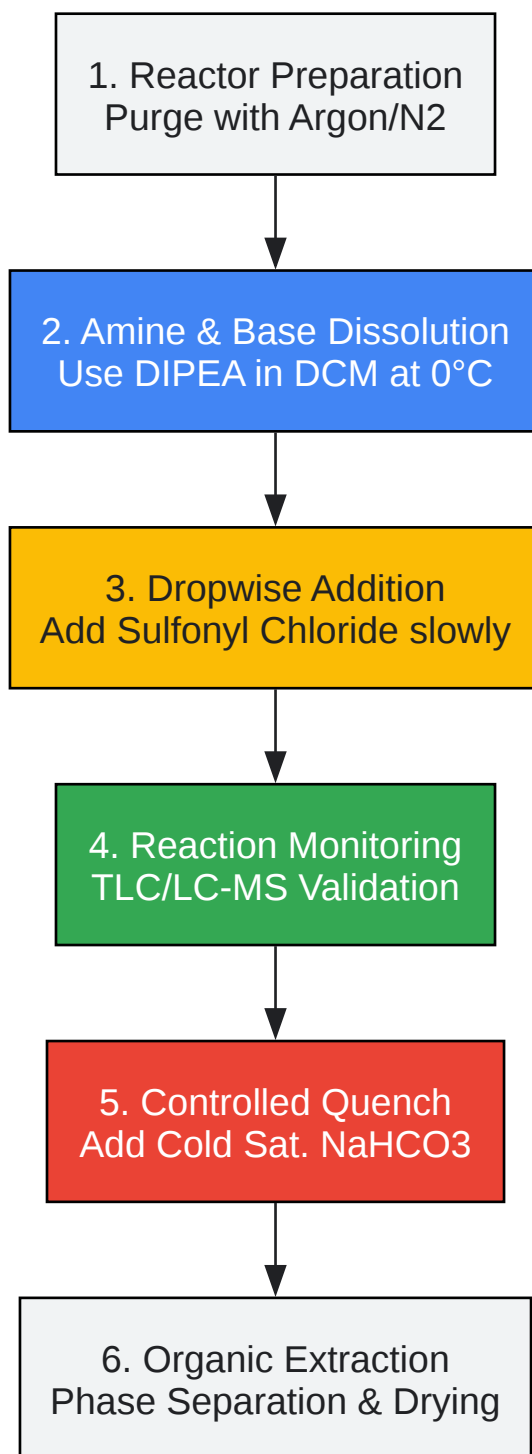 1. Reactor Preparation
Purge with Argon/N2
2. Amine & Base Dissolution
Use DIPEA in DCM at 0°C
3. Dropwise Addition
Add Sulfonyl Chloride slowly
4. Reaction Monitoring
TLC/LC-MS Validation
5. Controlled Quench
Add Cold Sat. NaHCO3
6. Organic Extraction
Phase Separation & Drying